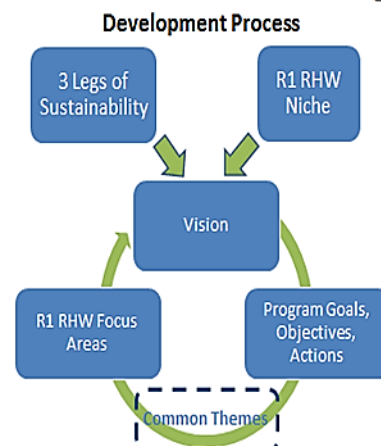 Development Process
3 Legs of
Sustainability
R1 RHW
Niche
Vision
R1 RHW Focus
Areas
Program Goals,
Objectives,
Actions
Common Themes